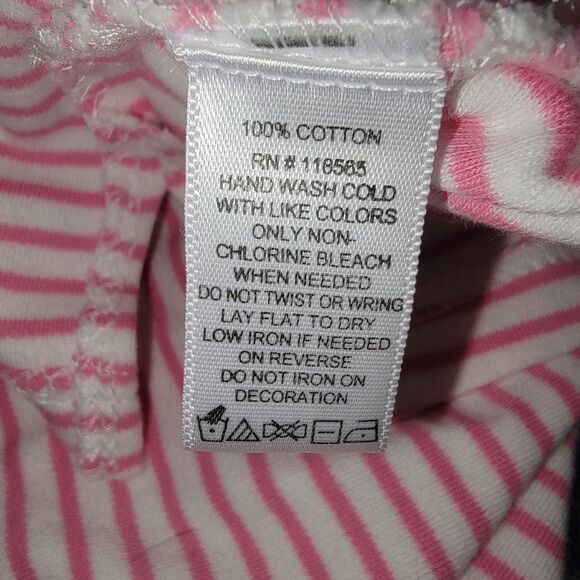 100% COTTON
RN # 118565
HAND WASH COLD
WITH LIKE COLORS
ONLY NON-
CHLORINE BLEACH
WHEN NEEDED
DO NOT TWIST OR WRING
LAY FLAT TO DRY
LOW IRON IF NEEDED
ON REVERSE
DO NOT IRON ON
DECORATION